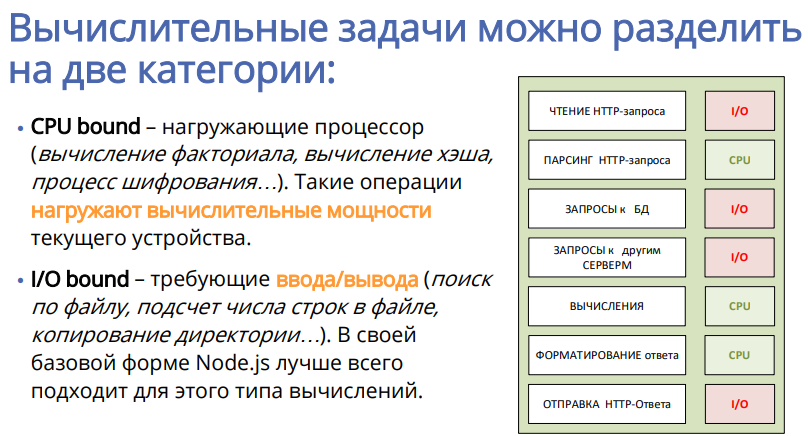 Вычислительные задачи можно разделить
на две категории:
• CPU bound – нагружающие процессор
(вычисление факториала, вычисление хэша,
процесс шифрования…). Такие операции
нагружают вычислительные мощности
текущего устройства.
• I/O bound – требующие ввода/вывода (поиск
по файлу, подсчет числа строк в файле,
копирование директории…). В своей
базовой форме Node.js лучше всего
подходит для этого типа вычислений.
ЧТЕНИЕ HTTP-запроса I/O
ПАРСИНГ HTTP-запроса CPU
ЗАПРОСЫ к БД I/O
ЗАПРОСЫ к другим
СЕРВЕРМ I/O
ВЫЧИСЛЕНИЯ CPU
ФОРМАТИРОВАНИЕ ответа CPU
ОТПРАВКА HTTP-Ответа I/O